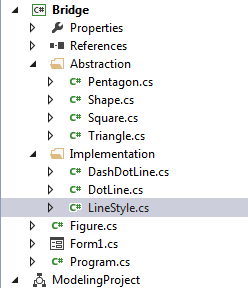 C# Bridge
Properties
References
Abstraction
C# Pentagon.cs
C# Shape.cs
C# Square.cs
C# Triangle.cs
Implementation
C# DashDotLine.cs
C# DotLine.cs
C# LineStyle.cs
C# Figure.cs
Form1.cs
C# Program.cs
ModelingProject